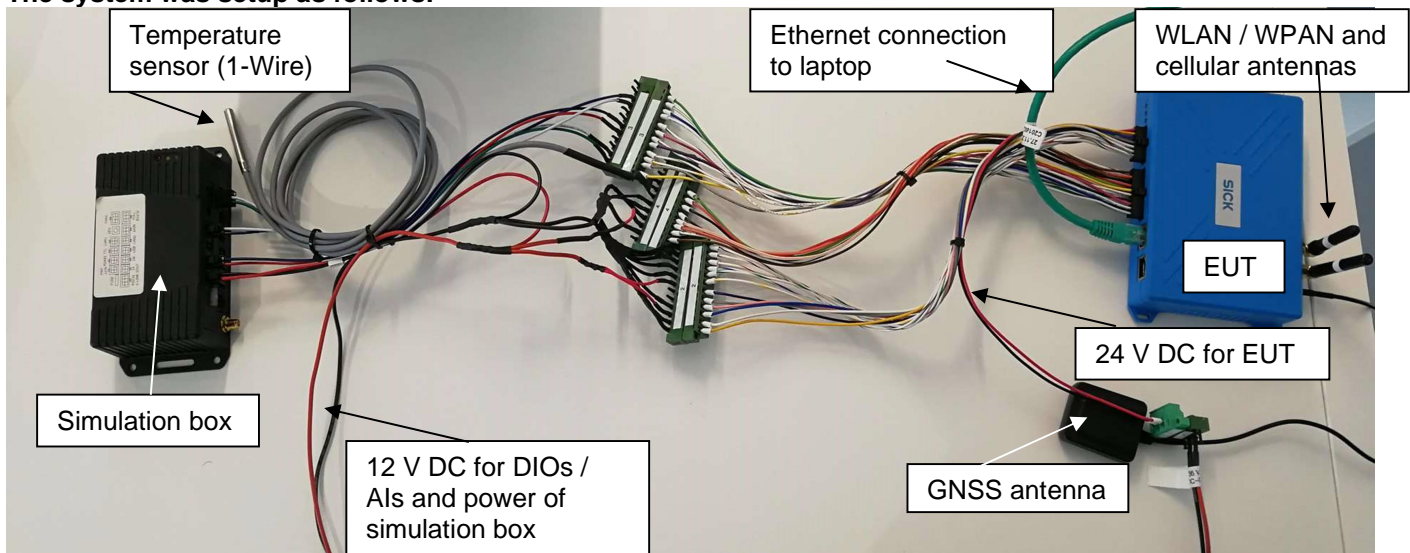 The system was setup as follows:
Temperature
sensor (1-Wire)
Ethernet connection
to laptop
WLAN / WPAN and
cellular antennas
SICK
EUT
24 V DC for EUT
Simulation box
12 V DC for DIOs /
AIs and power of
simulation box
GNSS antenna